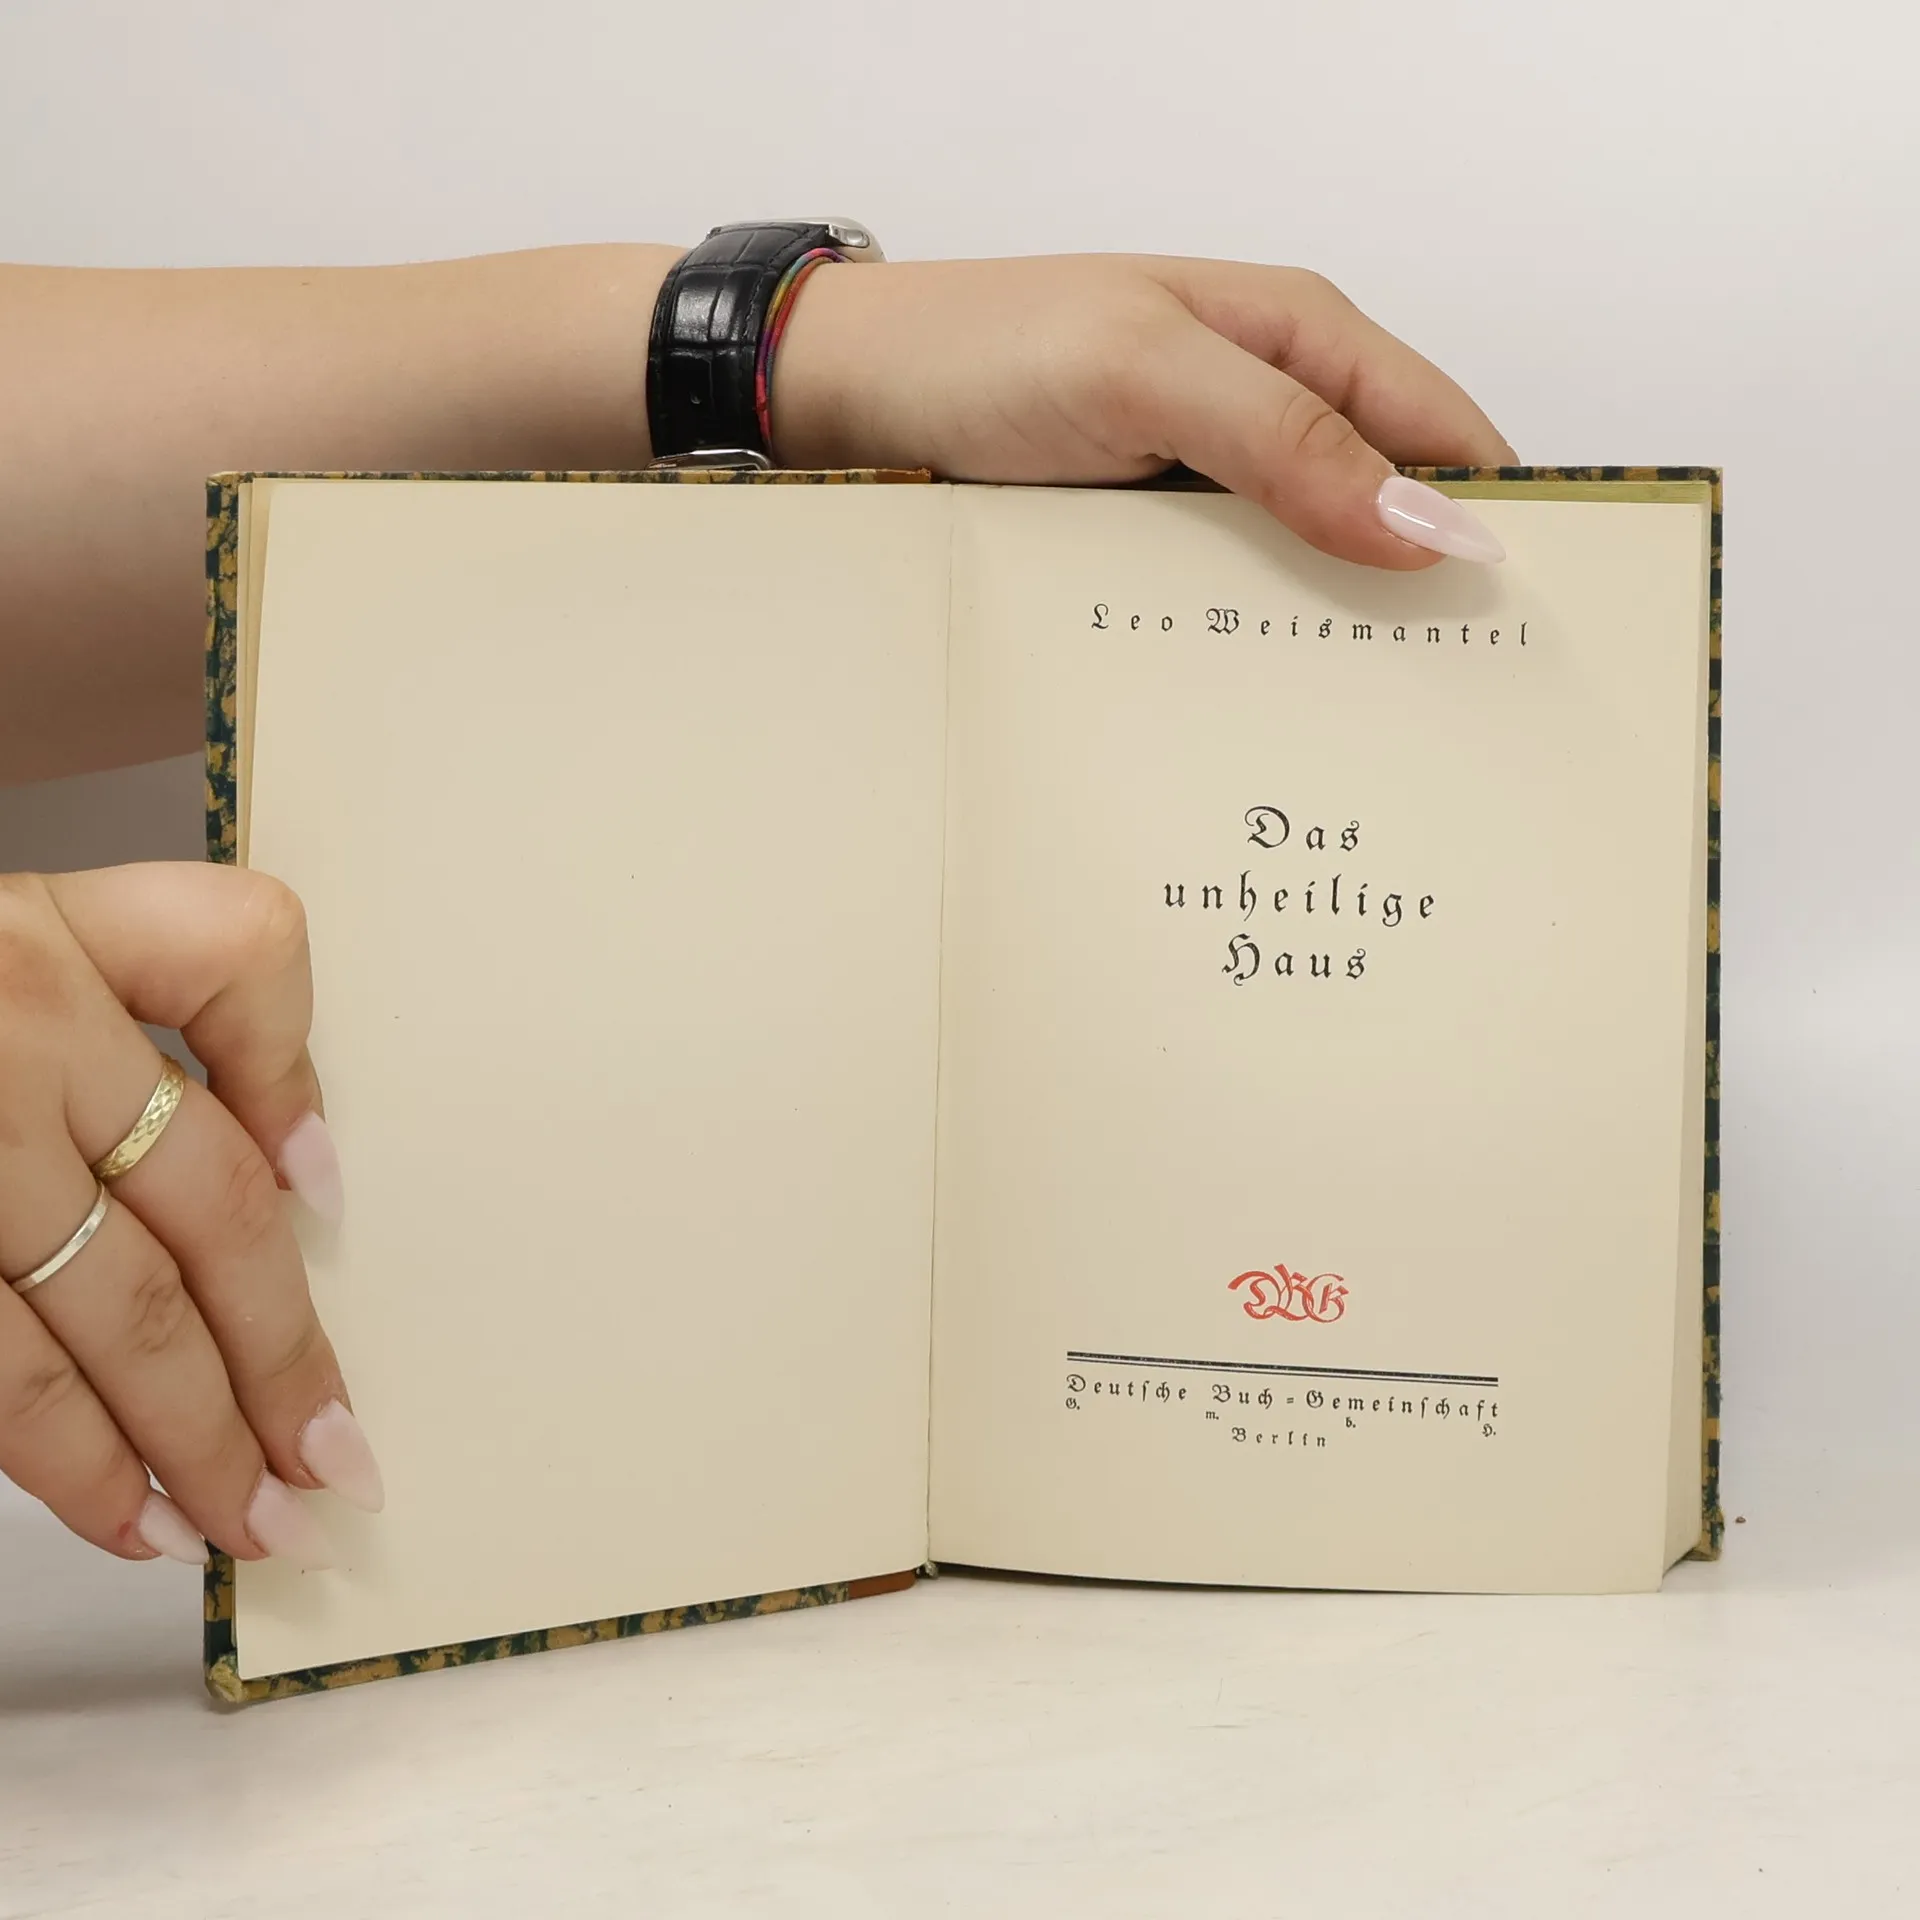 Leo Weismantel
Das
unheilige
Haus
DBG
Deutſche Buch=Gemeinſchaft
G. m. b. H.
Berlin